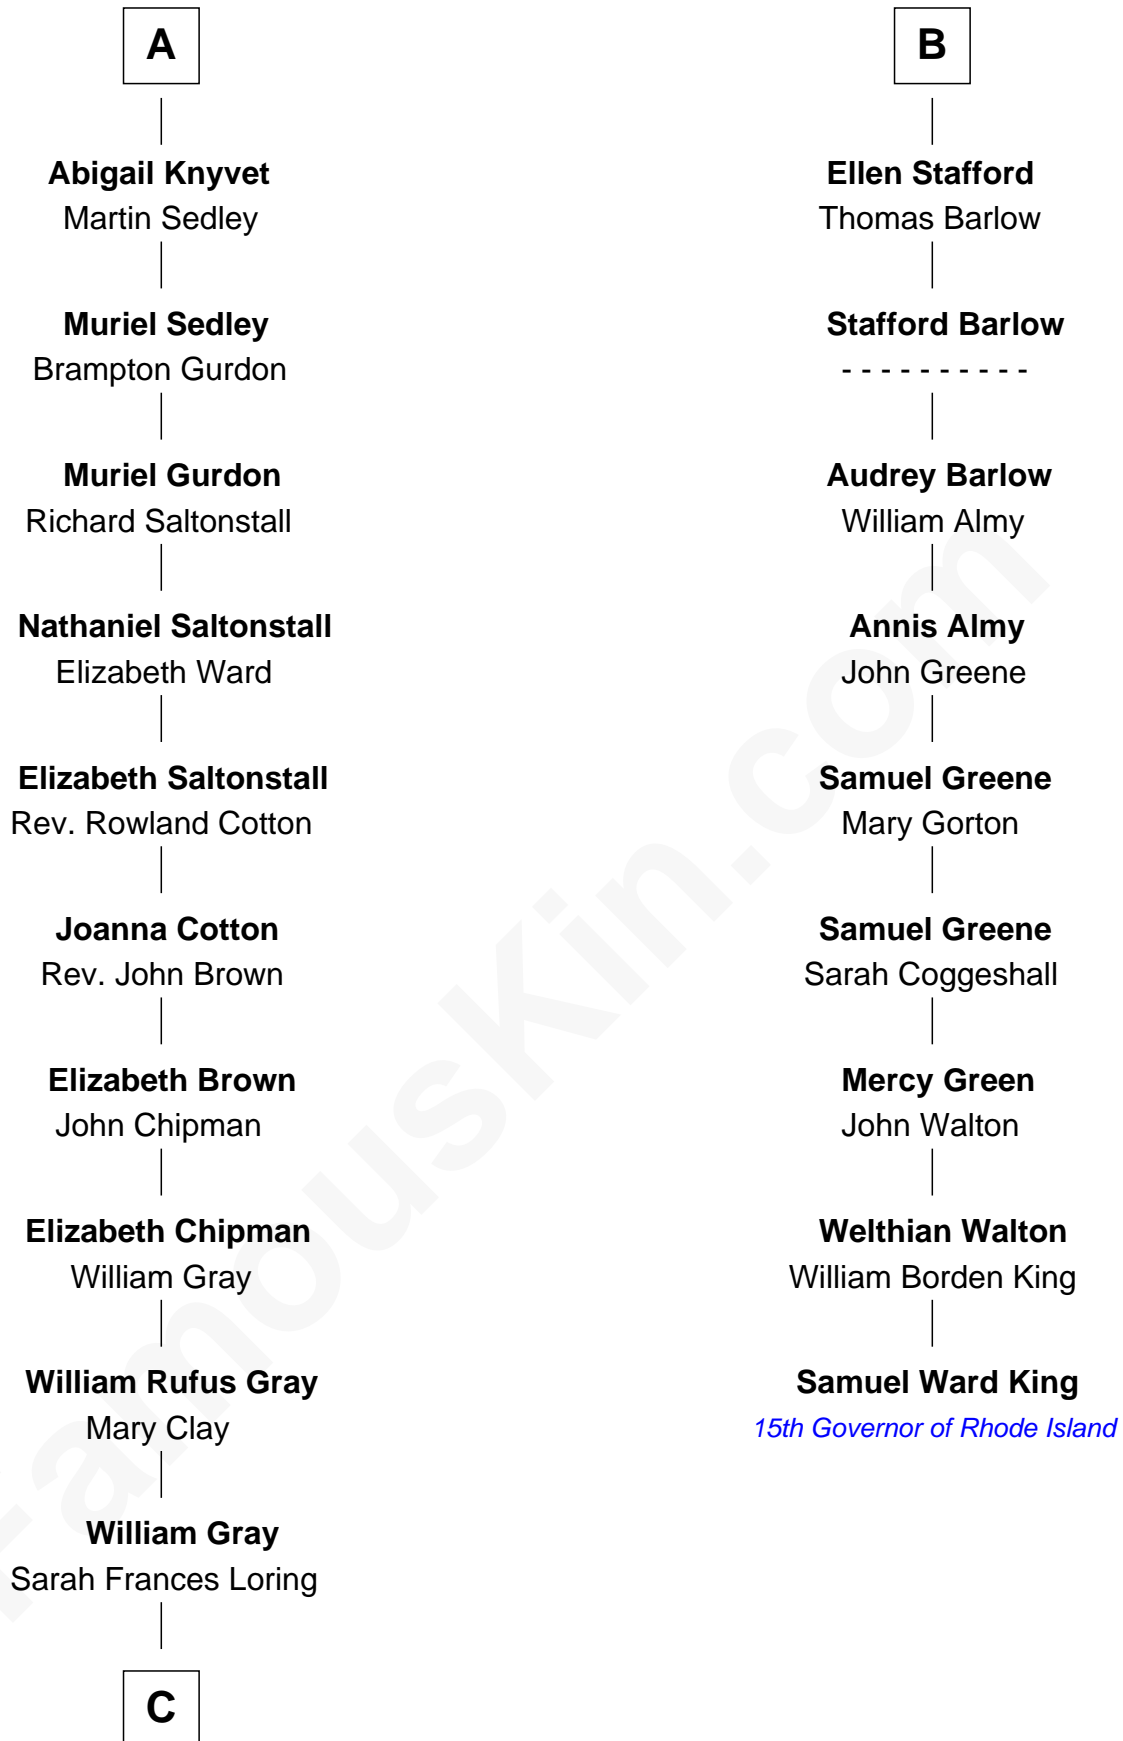 A
Abigail Knyvet
Martin Sedley
Muriel Sedley
Brampton Gurdon
Muriel Gurdon
Richard Saltonstall
Nathaniel Saltonstall
Elizabeth Ward
Elizabeth Saltonstall
Rev. Rowland Cotton
Joanna Cotton
Rev. John Brown
Elizabeth Brown
John Chipman
Elizabeth Chipman
William Gray
William Rufus Gray
Mary Clay
William Gray
Sarah Frances Loring
C
B
Ellen Stafford
Thomas Barlow
Stafford Barlow
- - - - - - - - - -
Audrey Barlow
William Almy
Annis Almy
John Greene
Samuel Greene
Mary Gorton
Samuel Greene
Sarah Coggeshall
Mercy Green
John Walton
Welthian Walton
William Borden King
Samuel Ward King
15th Governor of Rhode Island
FamousKin.com